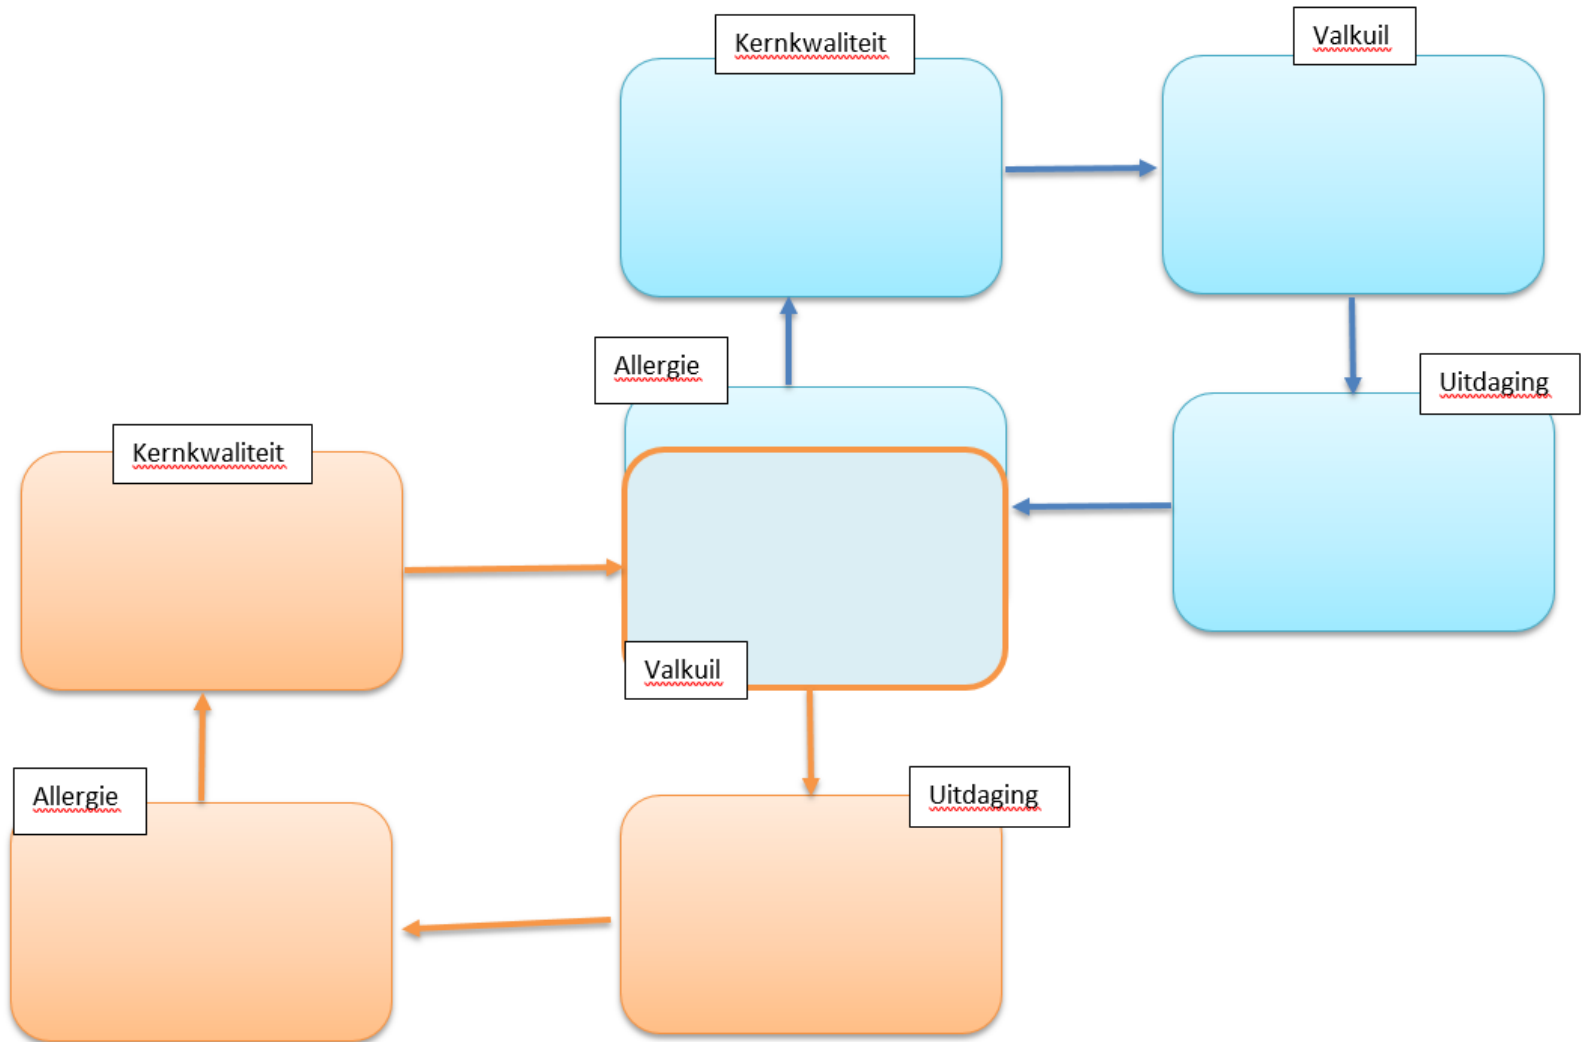 Kernkwaliteit
Valkuil
Allergie
Uitdaging
Kernkwaliteit
Valkuil
Allergie
Uitdaging